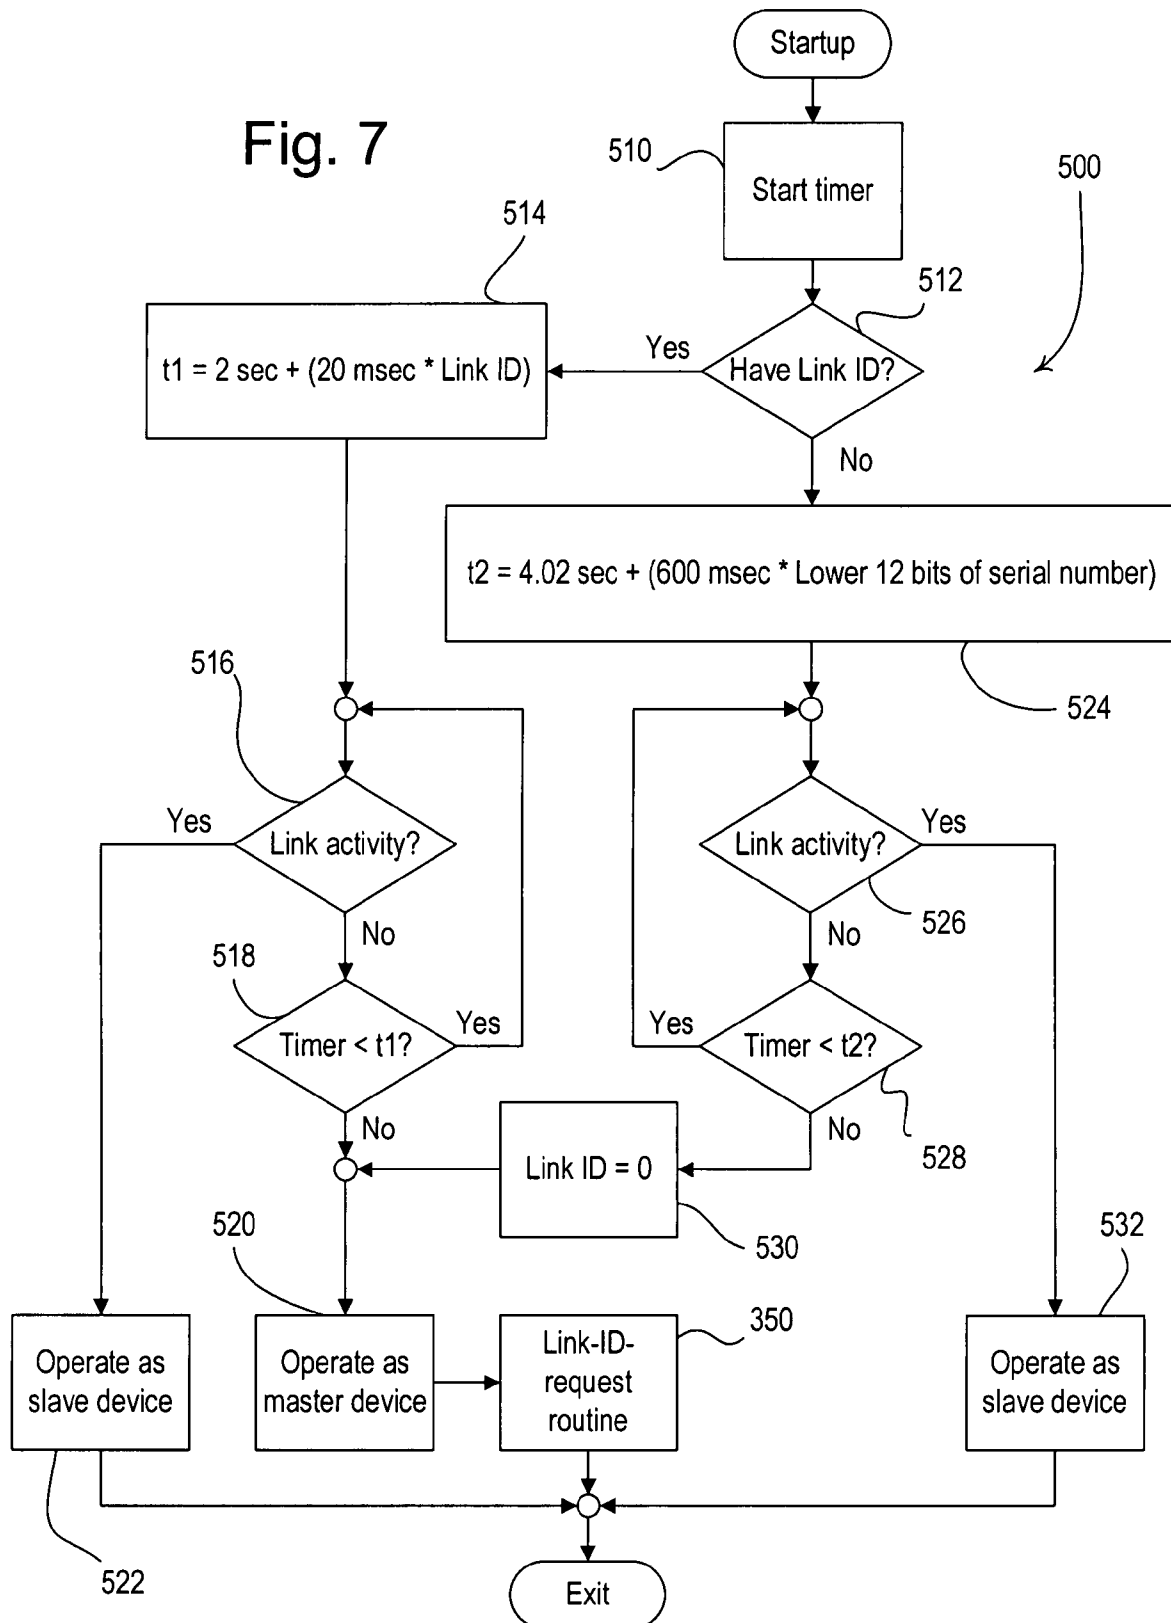 Startup
Fig. 7
510
Start timer
500
514
512
t1 = 2 sec + (20 msec * Link ID)
Yes
Have Link ID?
No
t2 = 4.02 sec + (600 msec * Lower 12 bits of serial number)
516
524
Yes
Link activity?
Link activity?
Yes
526
No
No
518
Timer < t1?
Yes
Yes
Timer < t2?
No
No
528
Link ID = 0
520
530
532
350
Operate as
slave device
Operate as
master device
Link-ID-
request
routine
Operate as
slave device
522
Exit